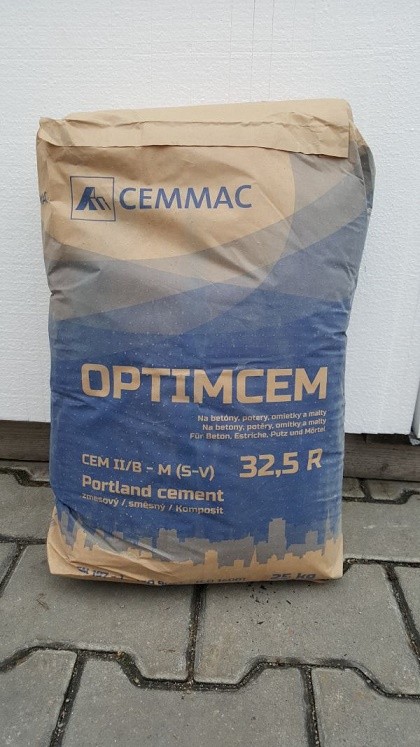 CEMMAC
OPTIMCEM
Na betóny, potery, omietky a malty
Na betony, potěry, omítky a malty
Für Beton, Estriche, Putz und Mörtel
CEM II/B - M (S-V) 32,5 R
Portland cement
zmesový / směsný / Komposit
25 kg